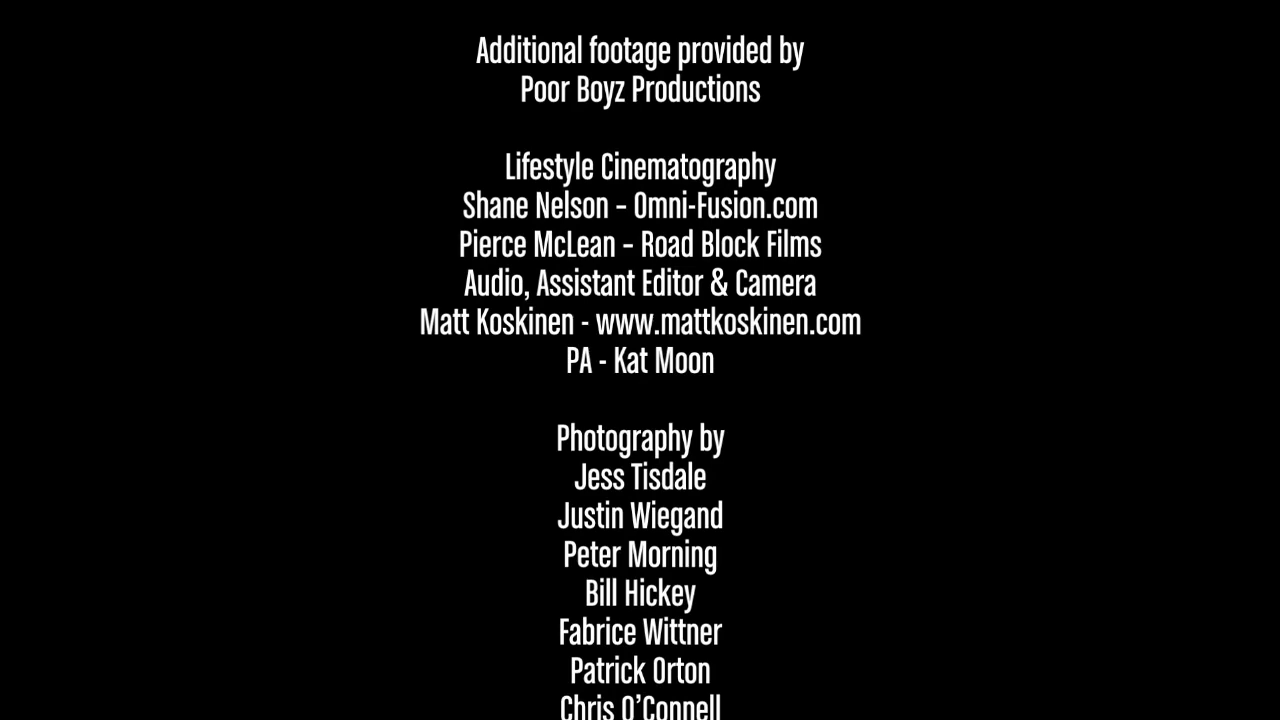 Additional footage provided by
Poor Boyz Productions
Lifestyle Cinematography
Shane Nelson – Omni-Fusion.com
Pierce McLean – Road Block Films
Audio, Assistant Editor & Camera
Matt Koskinen - www.mattkoskinen.com
PA - Kat Moon
Photography by
Jess Tisdale
Justin Wiegand
Peter Morning
Bill Hickey
Fabrice Wittner
Patrick Orton
Chris O’Connell